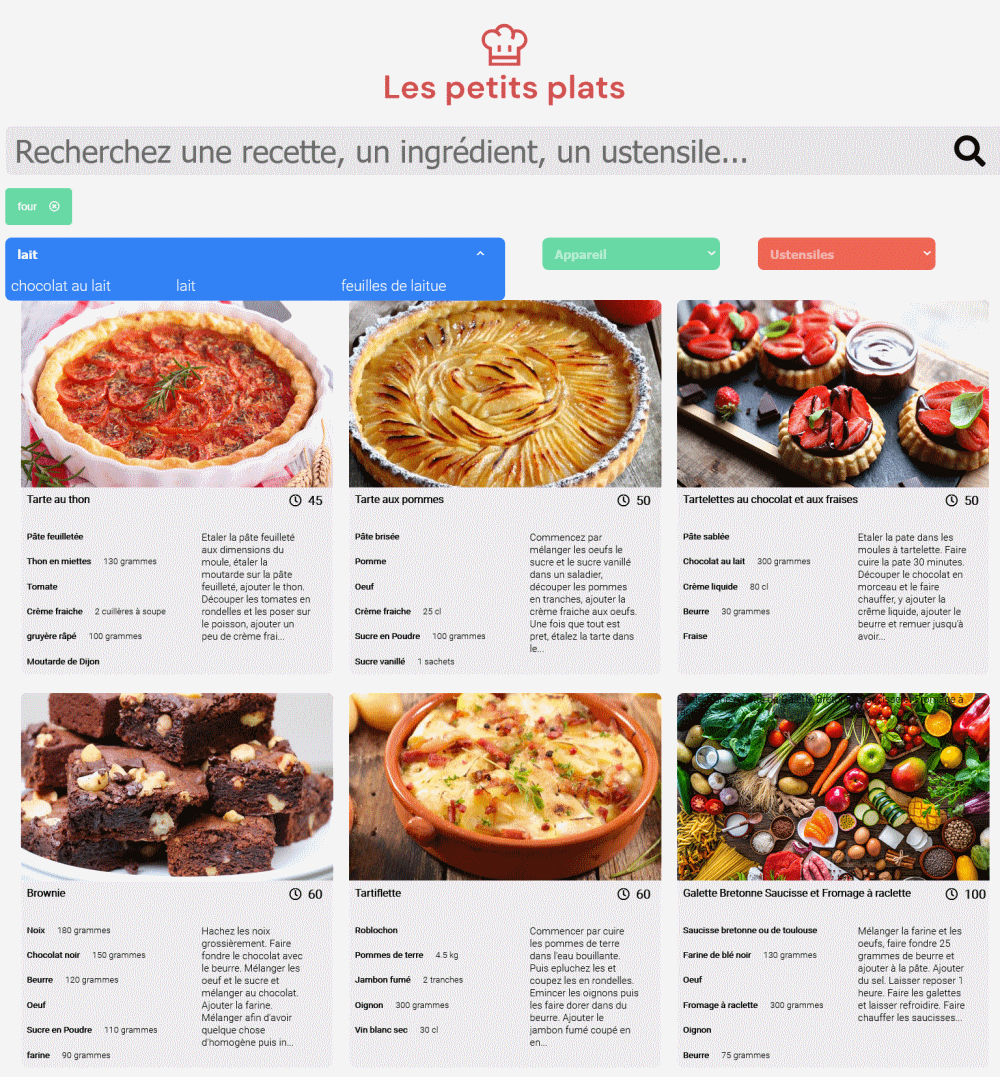 Les petits plats
Recherchez une recette, un ingrédient, un ustensile...
four
lait
Appareil
Ustensiles
chocolat au lait
lait
feuilles de laitue
Tarte au thon
45
Pâte feuilletée
Thon en miettes 130 grammes
Tomate
Crème fraiche 2 cuillères à soupe
gruyère râpé 100 grammes
Moutarde de Dijon
Etaler la pâte feuilleté
aux dimensions du
moule, étaler la
moutarde sur la pâte
feuilleté, ajouter le thon.
Découper les tomates en
rondelles et les poser sur
le poisson, ajouter un
peu de crème frai...
Tarte aux pommes
50
Pâte brisée
Pomme
Oeuf
Crème fraiche 25 cl
Sucre en Poudre 100 grammes
Sucre vanillé 1 sachets
Commencez par
mélanger les oeufs le
sucre et le sucre vanillé
dans un saladier,
découper les pommes
en tranches, ajouter la
crème fraiche aux oeufs.
Une fois que tout est
pret, étalez la tarte dans
le...
Tartelettes au chocolat et aux fraises
50
Pâte sablée
Chocolat au lait 300 grammes
Crème liquide 80 cl
Beurre 30 grammes
Fraise
Etaler la pate dans les
moules à tartelette. Faire
cuire la pate 30 minutes.
Découper le chocolat en
morceau et le faire
chauffer, y ajouter la
crême liquide, ajouter le
beurre et remuer jusqu'à
avoir...
Brownie
60
Noix 180 grammes
Chocolat noir 150 grammes
Beurre 120 grammes
Oeuf
Sucre en Poudre 110 grammes
farine 90 grammes
Hachez les noix
grossièrement. Faire
fondre le chocolat avec
le beurre. Mélanger les
oeuf et le sucre et
mélanger au chocolat.
Ajouter la farine.
Mélanger afin d'avoir
quelque chose
d'homogène puis in...
Tartiflette
60
Roblochon
Pommes de terre 4.5 kg
Jambon fumé 2 tranches
Oignon 300 grammes
Vin blanc sec 30 cl
Commencer par cuire
les pommes de terre
dans l'eau bouillante.
Puis epluchez les et
coupez les en rondelles.
Emincer les oignons puis
les faire dorer dans du
beurre. Ajouter le
jambon fumé coupé en
en...
Galette Bretonne Saucisse et Fromage à raclette
100
Saucisse bretonne ou de toulouse
Farine de blé noir 130 grammes
Oeuf
Fromage à raclette 300 grammes
Oignon
Beurre 75 grammes
Mélanger la farine et les
oeufs, faire fondre 25
grammes de beurre et
ajouter à la pâte. Ajouter
du sel. Laisser reposer 1
heure. Faire les galettes
et laisser refroidire. Faire
chauffer les saucisses...